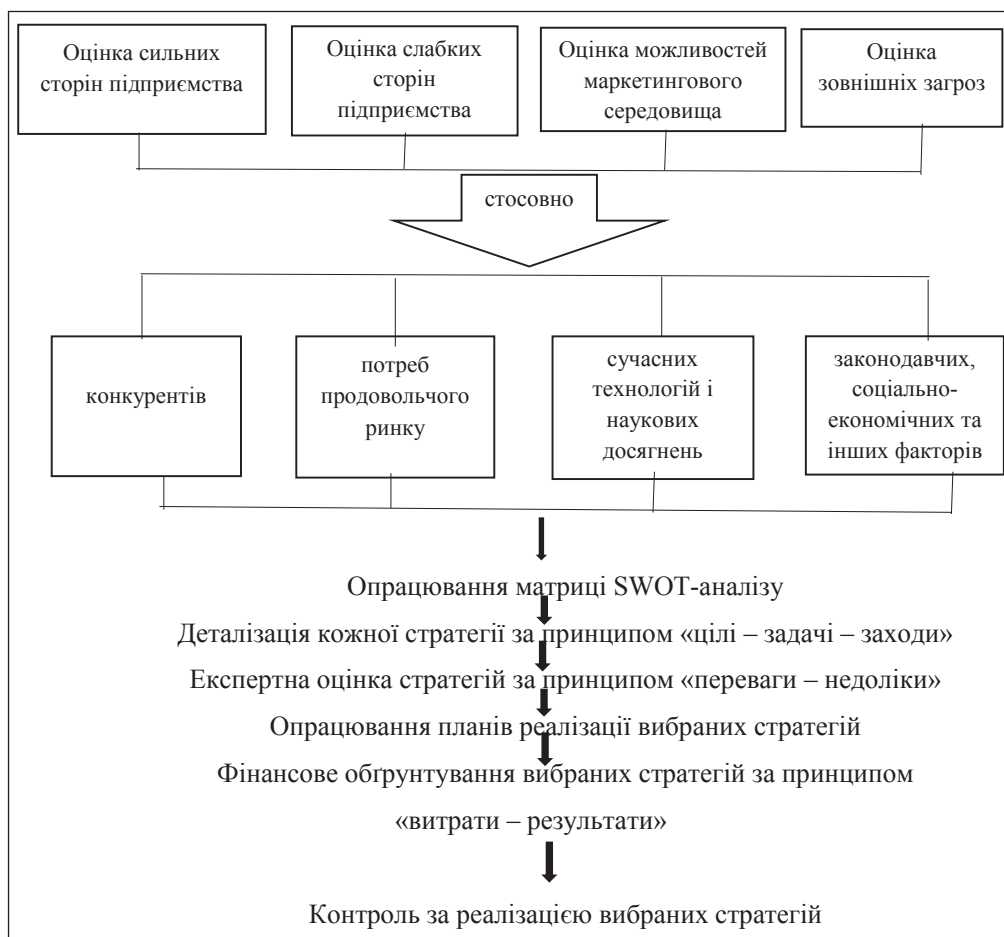 Оцінка сильних
сторін підприємства
Оцінка слабких
сторін
підприємства
Оцінка можливостей
маркетингового
середовища
Оцінка
зовнішніх загроз
стосовно
конкурентів
потреб
продовольчого
ринку
сучасних
технологій і
наукових
досягнень
законодавчих,
соціально-
економічних та
інших факторів
Опрацювання матриці SWOT-аналізу
Деталізація кожної стратегії за принципом «цілі – задачі – заходи»
Експертна оцінка стратегій за принципом «переваги – недоліки»
Опрацювання планів реалізації вибраних стратегій
Фінансове обґрунтування вибраних стратегій за принципом
«витрати – результати»
Контроль за реалізацією вибраних стратегій